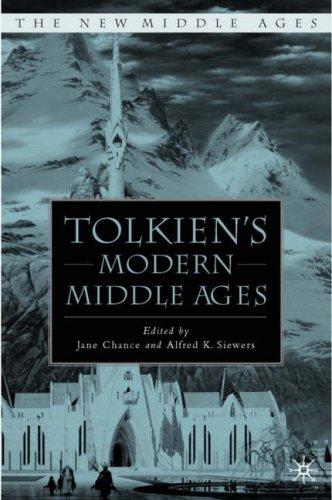 THE NEW MIDDLE AGES
TOLKIEN'S
MODERN
MIDDLE AGES
Edited by
Jane Chance and Alfred K. Siewers